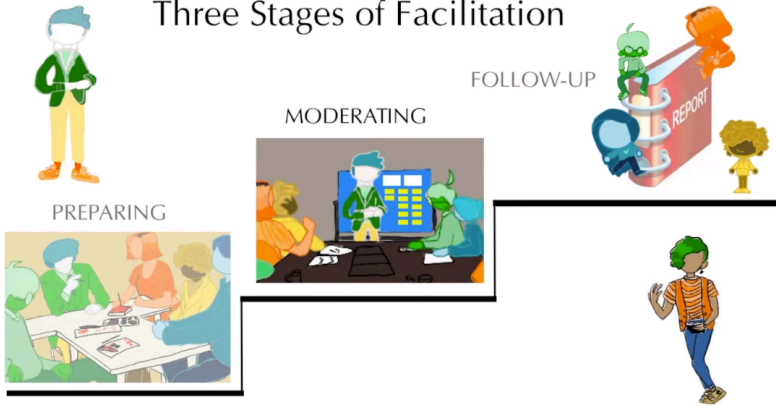 Three Stages of Facilitation
FOLLOW-UP
REPORT
MODERATING
PREPARING